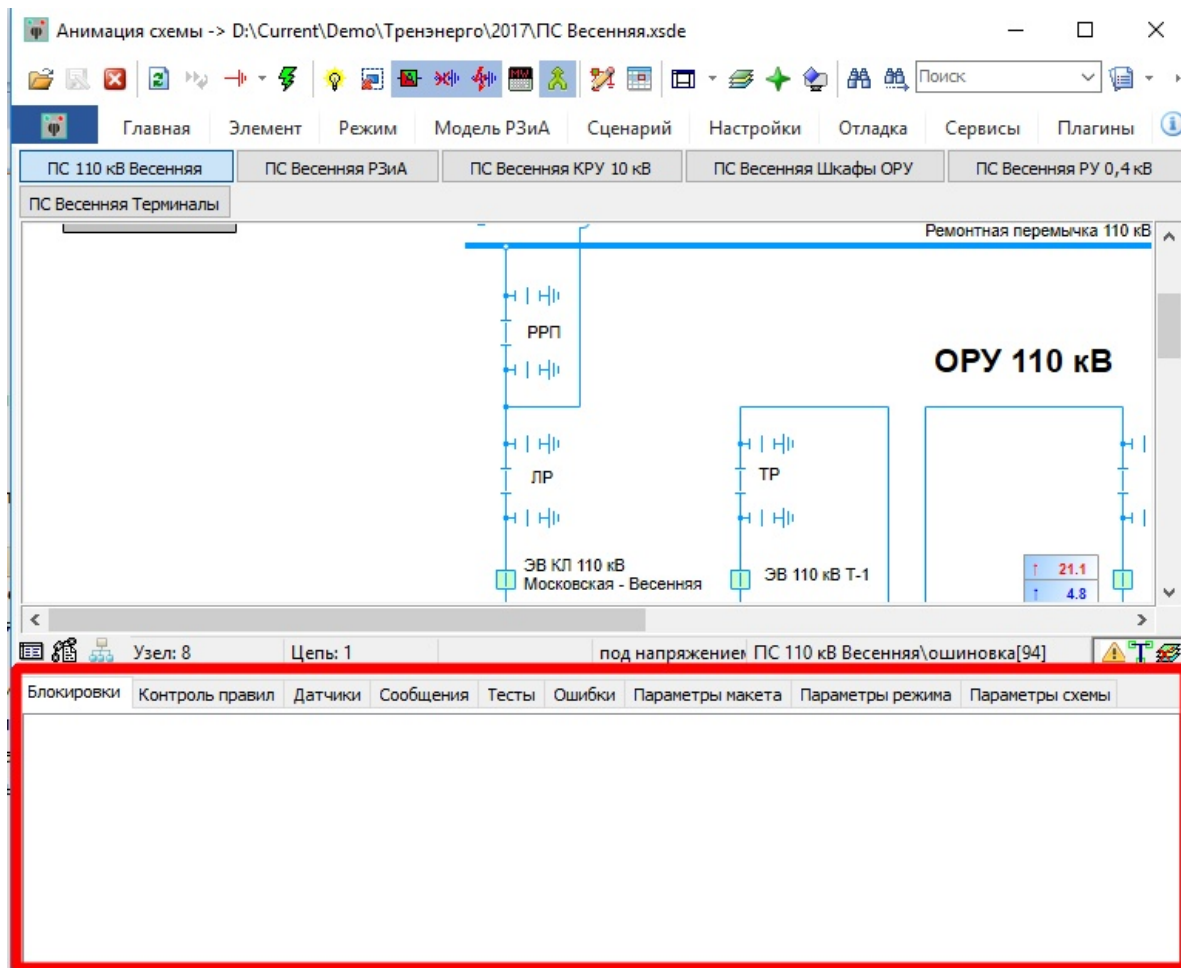 Анимация схемы -> D:\Current\Demo\Тренэнерго\2017\ПС Весенняя.xsde
Поиск
Главная Элемент Режим Модель РЗиА Сценарий Настройки Отладка Сервисы Плагины
ПС 110 кВ Весенняя ПС Весенняя РЗиА ПС Весенняя КРУ 10 кВ ПС Весенняя Шкафы ОРУ ПС Весенняя РУ 0,4 кВ
ПС Весенняя Терминалы
Ремонтная перемычка 110 кВ
РРП
ОРУ 110 кВ
ЛР
ТР
ЭВ КЛ 110 кВ
Московская - Весенняя
ЭВ 110 кВ Т-1
21.1
4.8
Узел: 8 Цепь: 1 под напряжением ПС 110 кВ Весенняя\ошиновка[94]
Блокировки Контроль правил Датчики Сообщения Тесты Ошибки Параметры макета Параметры режима Параметры схемы